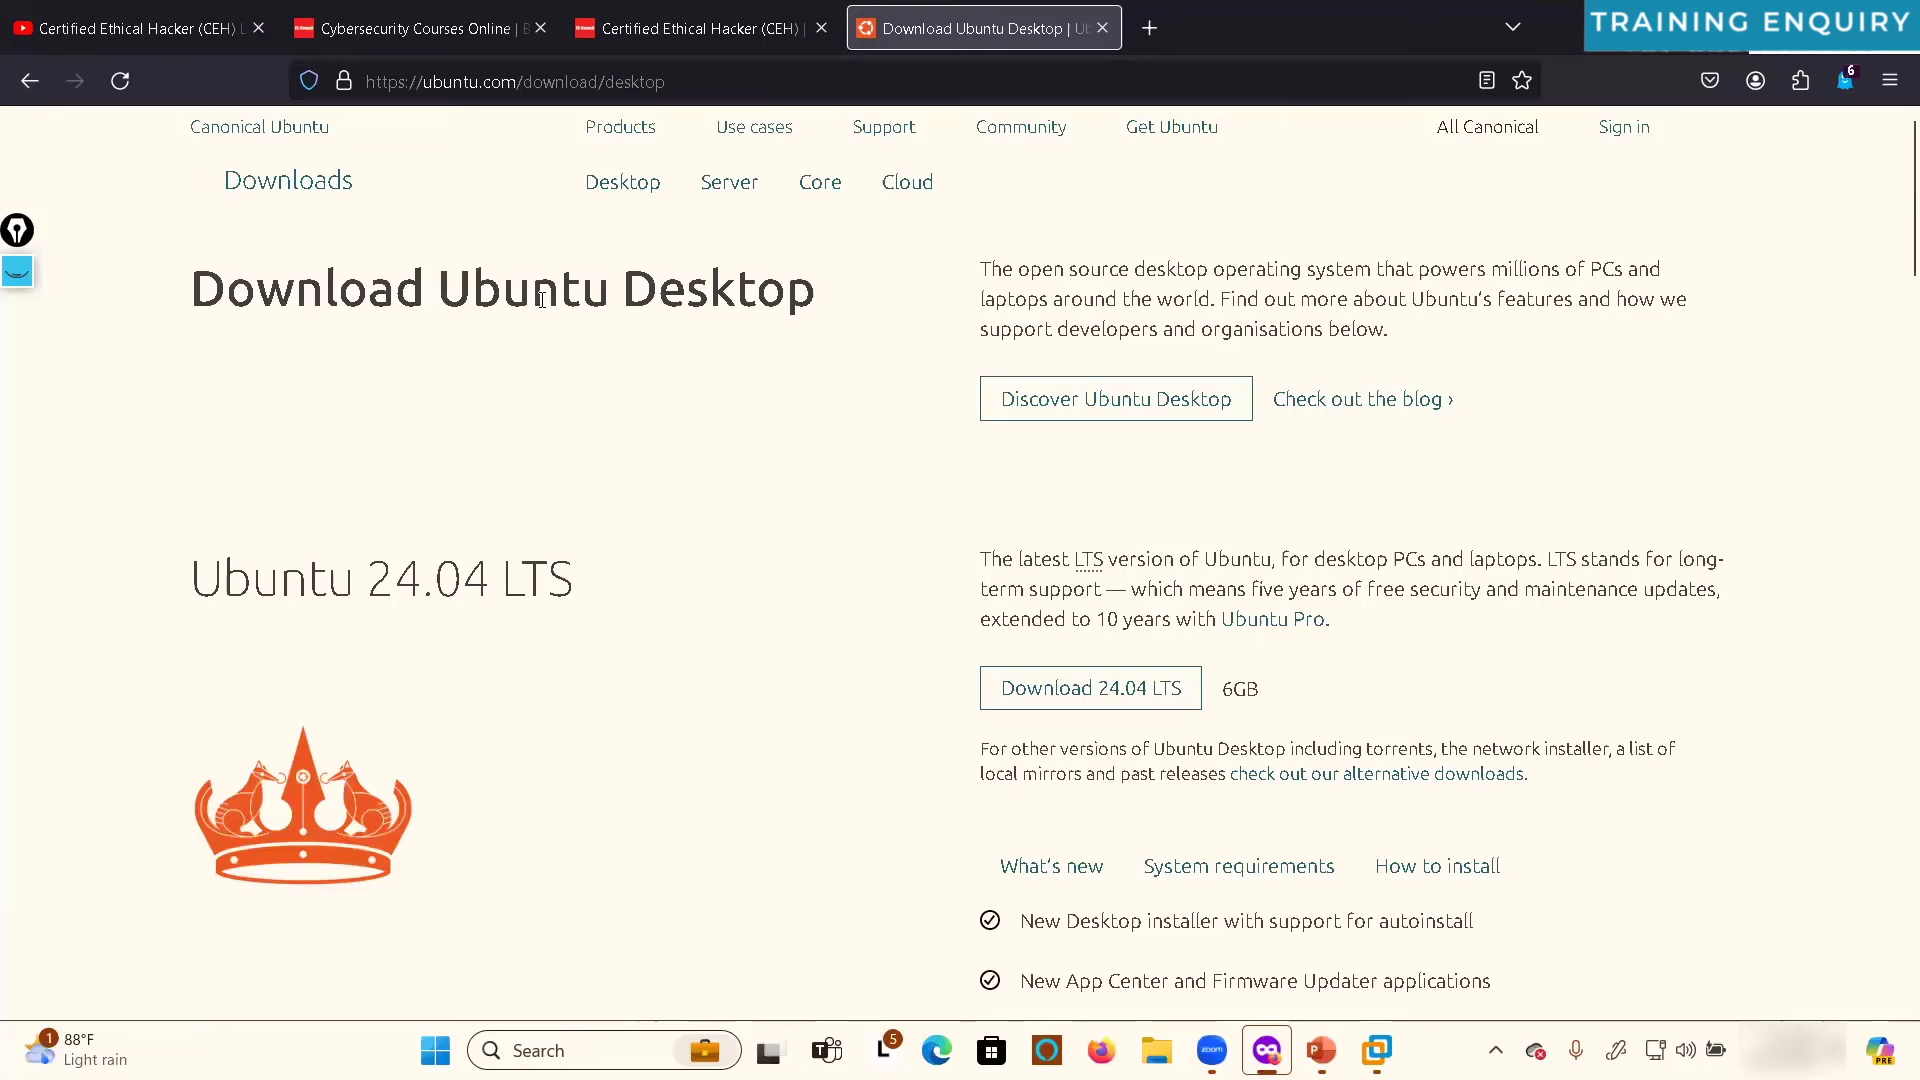 Certified Ethical Hacker (CEH) L
Cybersecurity Courses Online | B
Certified Ethical Hacker (CEH) |
Download Ubuntu Desktop | Ub
TRAINING ENQUIRY
https://ubuntu.com/download/desktop
6
Canonical Ubuntu
Products
Use cases
Support
Community
Get Ubuntu
All Canonical
Sign in
Downloads
Desktop
Server
Core
Cloud
Download Ubuntu Desktop
The open source desktop operating system that powers millions of PCs and
laptops around the world. Find out more about Ubuntu's features and how we
support developers and organisations below.
Discover Ubuntu Desktop
Check out the blog ›
Ubuntu 24.04 LTS
The latest LTS version of Ubuntu, for desktop PCs and laptops. LTS stands for long-
term support — which means five years of free security and maintenance updates,
extended to 10 years with Ubuntu Pro.
Download 24.04 LTS
6GB
For other versions of Ubuntu Desktop including torrents, the network installer, a list of
local mirrors and past releases check out our alternative downloads.
What's new
System requirements
How to install
New Desktop installer with support for autoinstall
New App Center and Firmware Updater applications
1
88°F
Light rain
Search
L
5
zoom
PRE